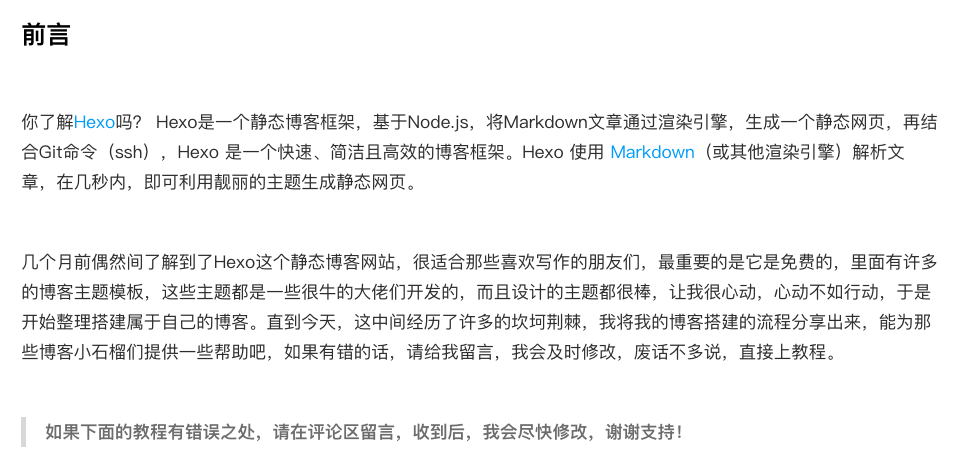 前言
你了解Hexo吗？ Hexo是一个静态博客框架，基于Node.js，将Markdown文章通过渲染引擎，生成一个静态网页，再结
合Git命令（ssh），Hexo 是一个快速、简洁且高效的博客框架。Hexo 使用 Markdown（或其他渲染引擎）解析文
章，在几秒内，即可利用靓丽的主题生成静态网页。
几个月前偶然间了解到了Hexo这个静态博客网站，很适合那些喜欢写作的朋友们，最重要的是它是免费的，里面有许多
的博客主题模板，这些主题都是一些很牛的大佬们开发的，而且设计的主题都很棒，让我很心动，心动不如行动，于是
开始整理搭建属于自己的博客。直到今天，这中间经历了许多的坎坷荆棘，我将我的博客搭建的流程分享出来，能为那
些博客小石榴们提供一些帮助吧，如果有错的话，请给我留言，我会及时修改，废话不多说，直接上教程。
如果下面的教程有错误之处，请在评论区留言，收到后，我会尽快修改，谢谢支持！